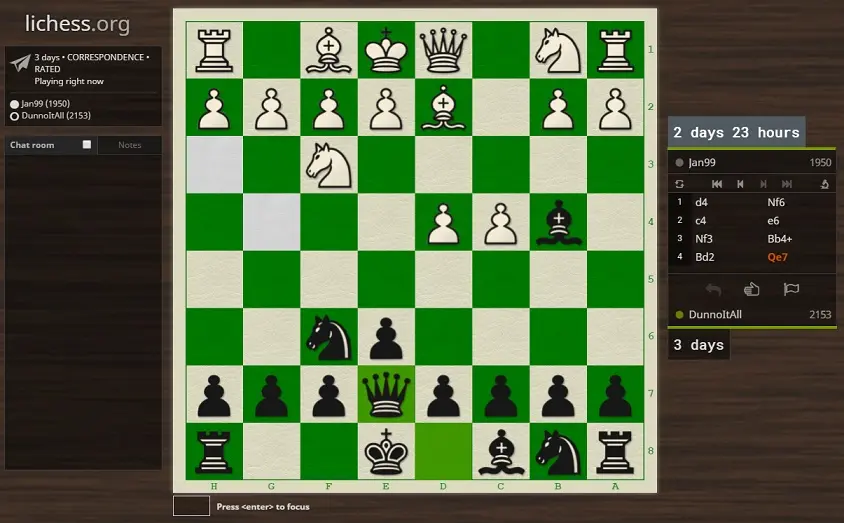 lichess.org
3 days • CORRESPONDENCE •
RATED
Playing right now
Jan99 (1950)
DunnoItAll (2153)
Chat room Notes
1
2
3
4
5
6
7
8
H G F E D C B A
Press <enter> to focus
2 days 23 hours
Jan99 1950
1 d4 Nf6
2 c4 e6
3 Nf3 Bb4+
4 Bd2 Qe7
DunnoItAll 2153
3 days